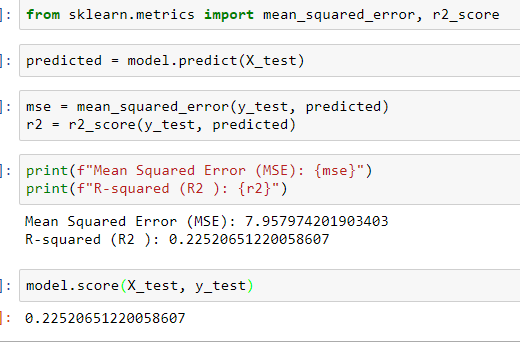 ]: from sklearn.metrics import mean_squared_error, r2_score
]: predicted = model.predict(X_test)
]: mse = mean_squared_error(y_test, predicted)
r2 = r2_score(y_test, predicted)
]: print(f"Mean Squared Error (MSE): {mse}")
print(f"R-squared (R2 ): {r2}")
Mean Squared Error (MSE): 7.957974201903403
R-squared (R2 ): 0.22520651220058607
]: model.score(X_test, y_test)
]: 0.22520651220058607